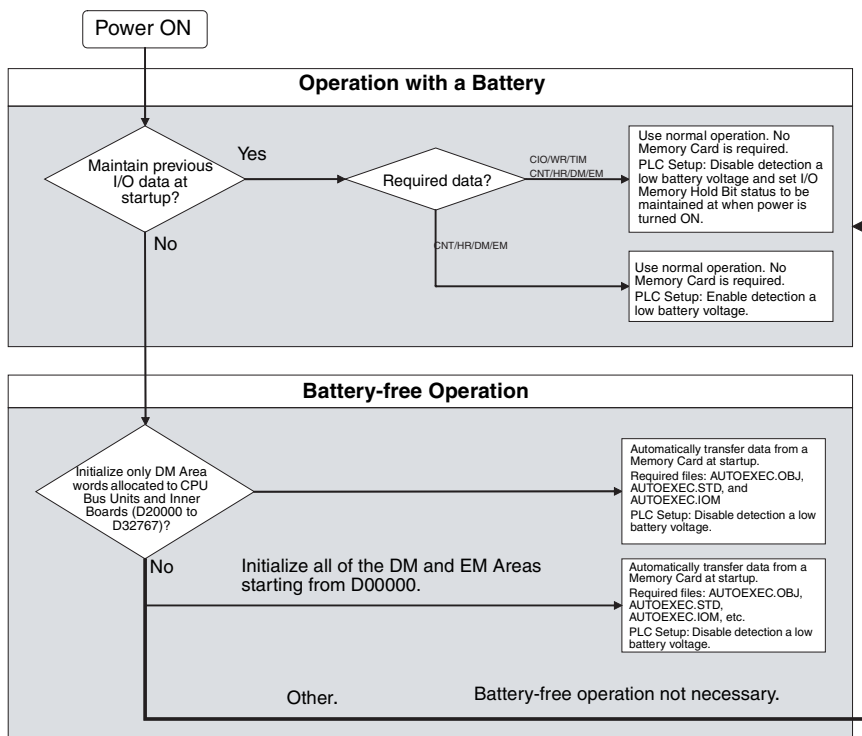 Power ON
Operation with a Battery
Maintain previous
I/O data at
startup?
Yes
No
Required data?
CIO/WR/TIM
CNT/HR/DM/EM
CNT/HR/DM/EM
Use normal operation. No
Memory Card is required.
PLC Setup: Disable detection a
low battery voltage and set I/O
Memory Hold Bit status to be
maintained at when power is
turned ON.
Use normal operation. No
Memory Card is required.
PLC Setup: Enable detection a
low battery voltage.
Battery-free Operation
Initialize only DM Area
words allocated to CPU
Bus Units and Inner
Boards (D20000 to
D32767)?
Automatically transfer data from a
Memory Card at startup.
Required files: AUTOEXEC.OBJ,
AUTOEXEC.STD, and
AUTOEXEC.IOM
PLC Setup: Disable detection a low
battery voltage.
No
Initialize all of the DM and EM Areas
starting from D00000.
Automatically transfer data from a
Memory Card at startup.
Required files: AUTOEXEC.OBJ,
AUTOEXEC.STD,
AUTOEXEC.IOM, etc.
PLC Setup: Disable detection a low
battery voltage.
Other.
Battery-free operation not necessary.